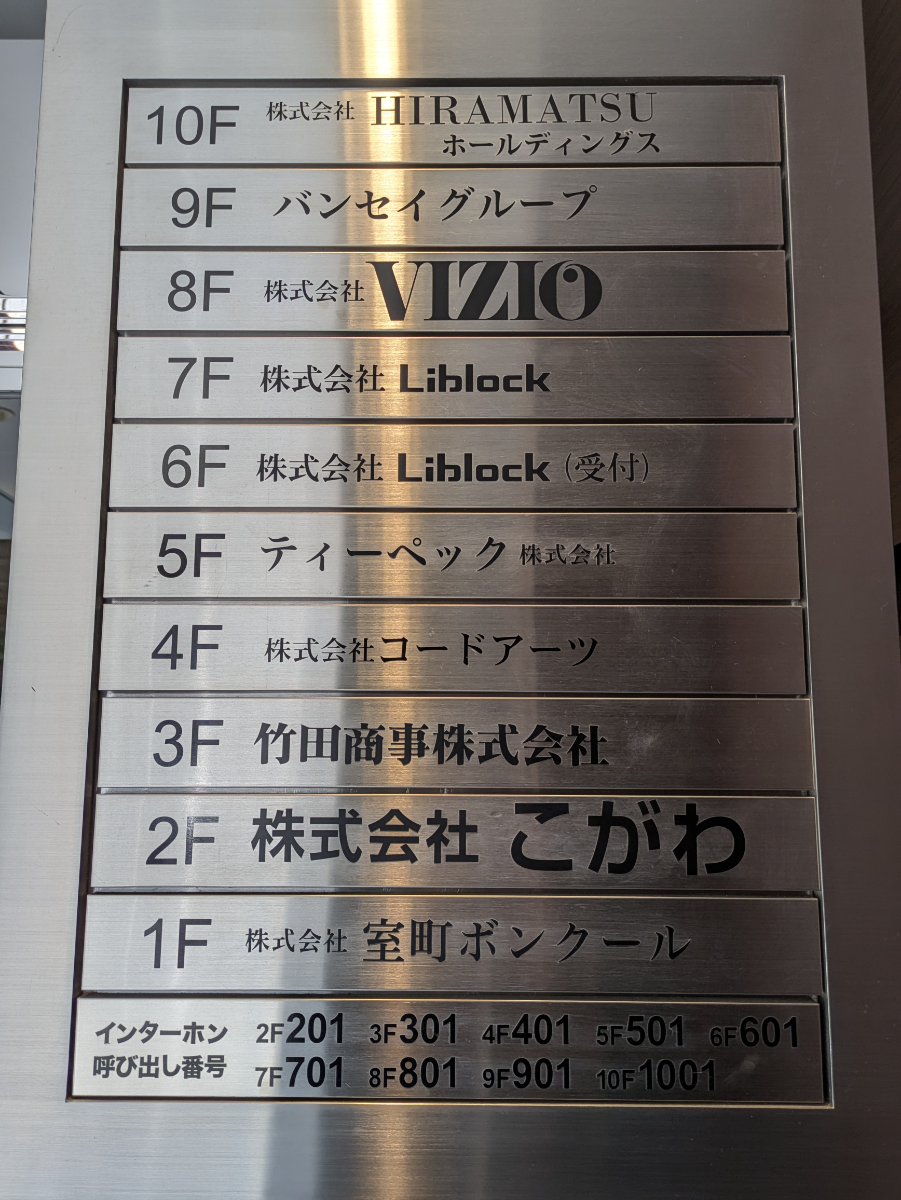 10F 株式会社 HIRAMATSU
ホールディングス
9F バンセイグループ
8F 株式会社 VIZIO
7F 株式会社 Liblock
6F 株式会社 Liblock (受付)
5F ティーペック 株式会社
4F 株式会社コードアーツ
3F 竹田商事株式会社
2F 株式会社 こがわ
1F 株式会社 室町ボンクール
インターホン 2F201 3F301 4F401 5F501 6F601
呼び出し番号 7F701 8F801 9F901 10F1001